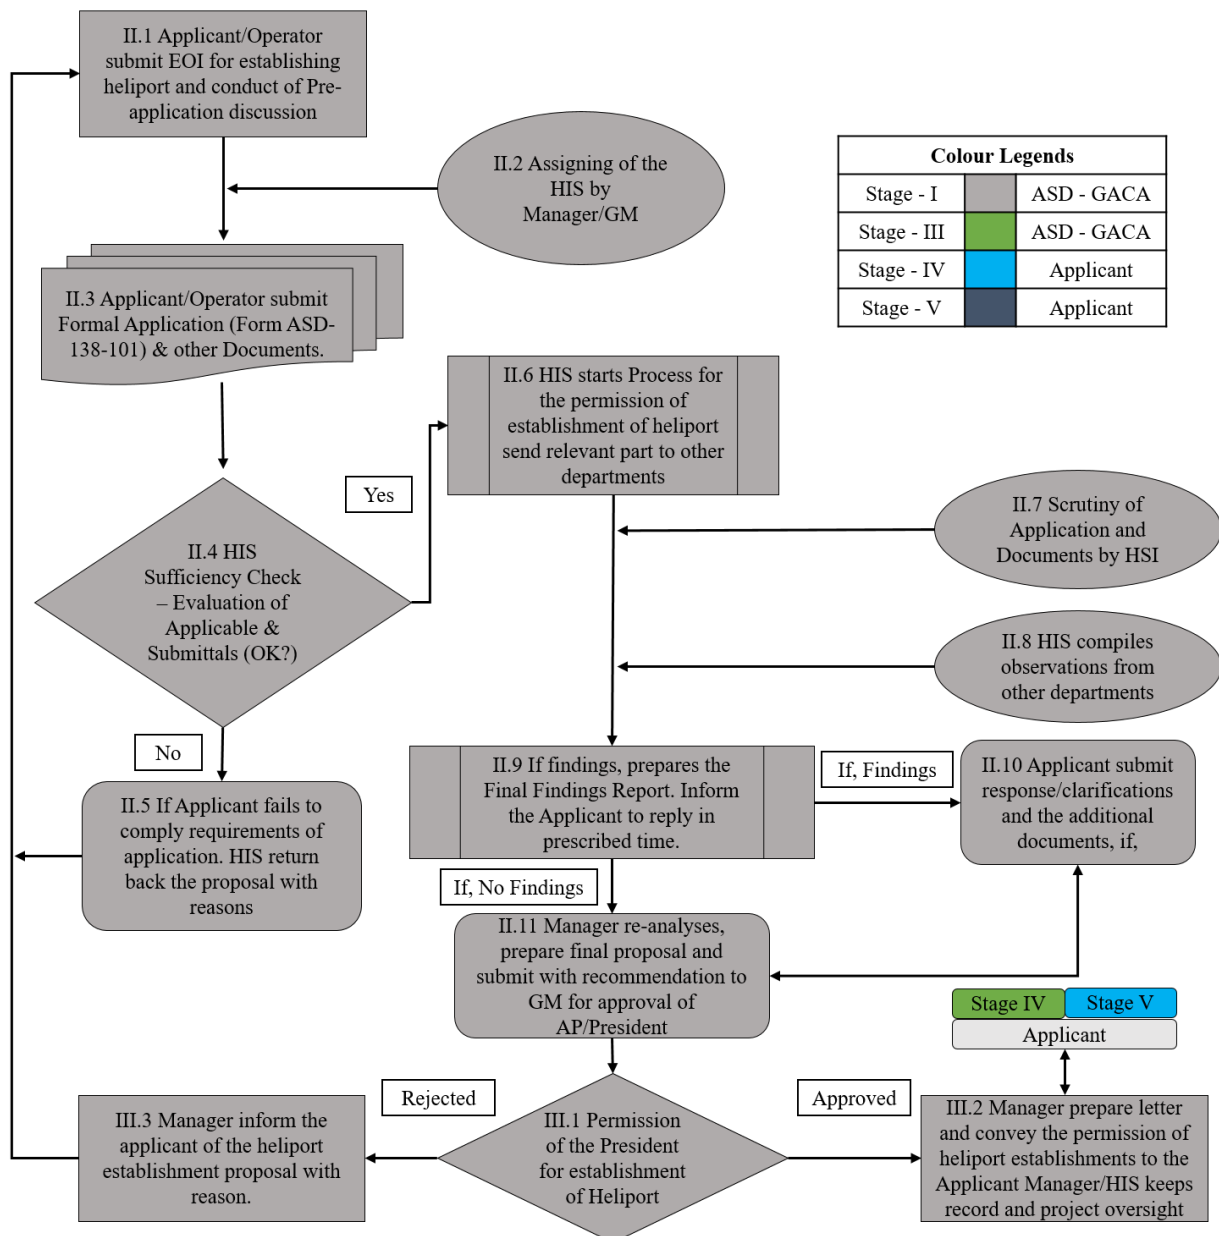 II.1 Applicant/Operator
submit EOI for establishing
heliport and conduct of Pre-
application discussion
II.2 Assigning of the
HIS by
Manager/GM
Colour Legends
Stage - I
ASD - GACA
Stage - III
ASD - GACA
Stage - IV
Applicant
Stage - V
Applicant
II.3 Applicant/Operator submit
Formal Application (Form ASD-
138-101) & other Documents.
II.6 HIS starts Process for
the permission of
establishment of heliport
send relevant part to other
departments
Yes
II.4 HIS
Sufficiency Check
– Evaluation of
Applicable &
Submittals (OK?)
II.7 Scrutiny of
Application and
Documents by HSI
II.8 HIS compiles
observations from
other departments
No
II.5 If Applicant fails to
comply requirements of
application. HIS return
back the proposal with
reasons
II.9 If findings, prepares the
Final Findings Report. Inform
the Applicant to reply in
prescribed time.
If, Findings
II.10 Applicant submit
response/clarifications
and the additional
documents, if,
If, No Findings
II.11 Manager re-analyses,
prepare final proposal and
submit with recommendation to
GM for approval of
AP/President
Stage IV
Stage V
Applicant
Rejected
Approved
III.3 Manager inform the
applicant of the heliport
establishment proposal with
reason.
III.1 Permission
of the President
for establishment
of Heliport
III.2 Manager prepare letter
and convey the permission of
heliport establishments to the
Applicant Manager/HIS keeps
record and project oversight